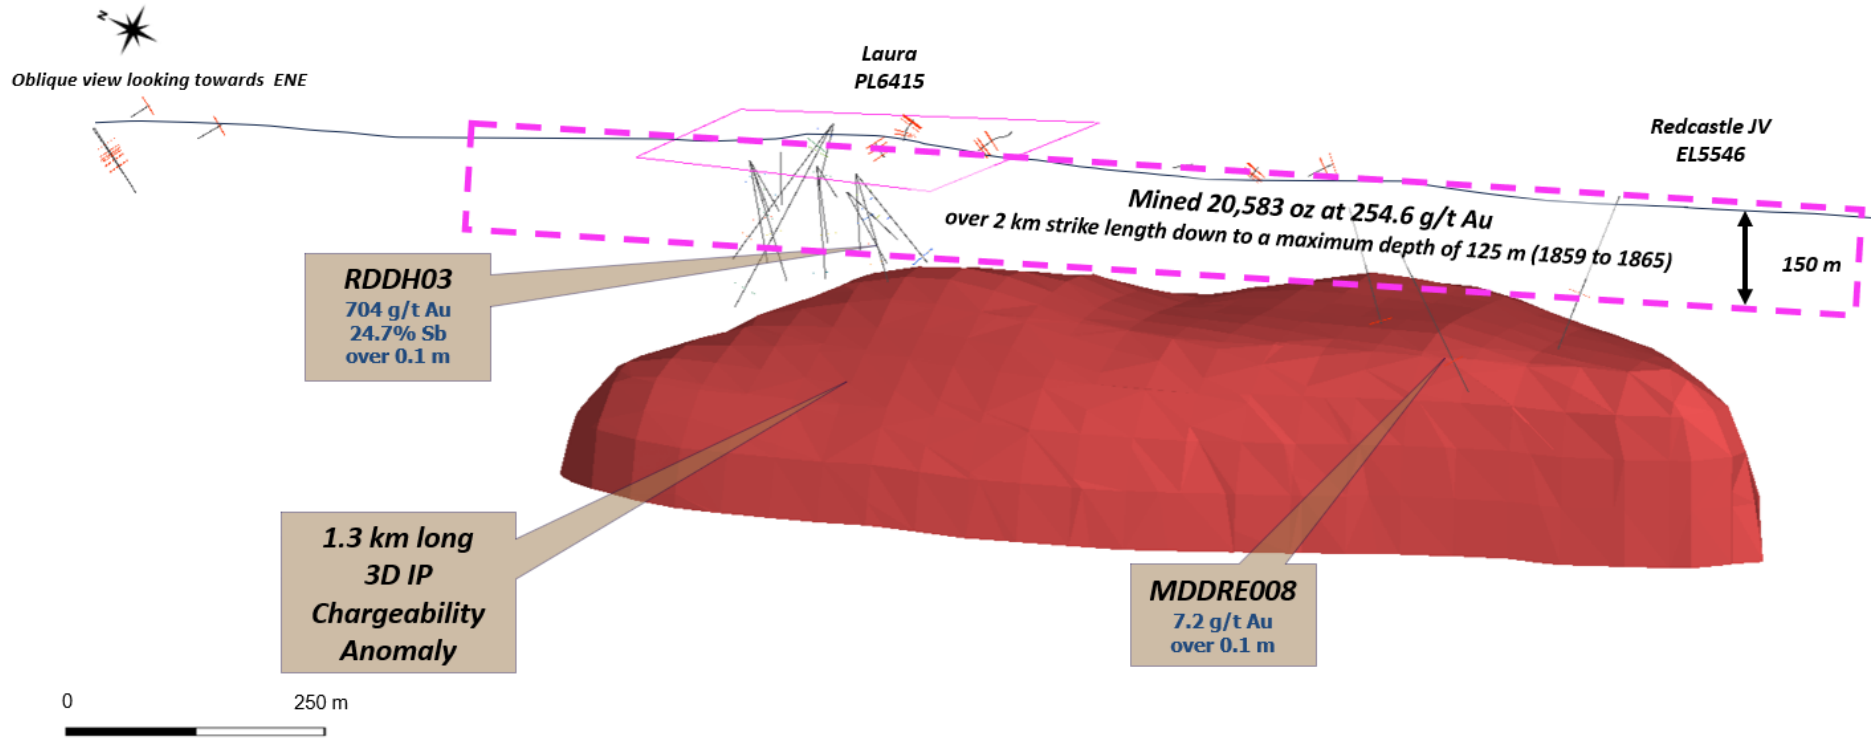 N
Oblique view looking towards ENE
Laura
PL6415
Redcastle JV
EL5546
Mined 20,583 oz at 254.6 g/t Au
over 2 km strike length down to a maximum depth of 125 m (1859 to 1865)
150 m
RDDH03
704 g/t Au
24.7% Sb
over 0.1 m
1.3 km long
3D IP
Chargeability
Anomaly
MDDRE008
7.2 g/t Au
over 0.1 m
0
250 m